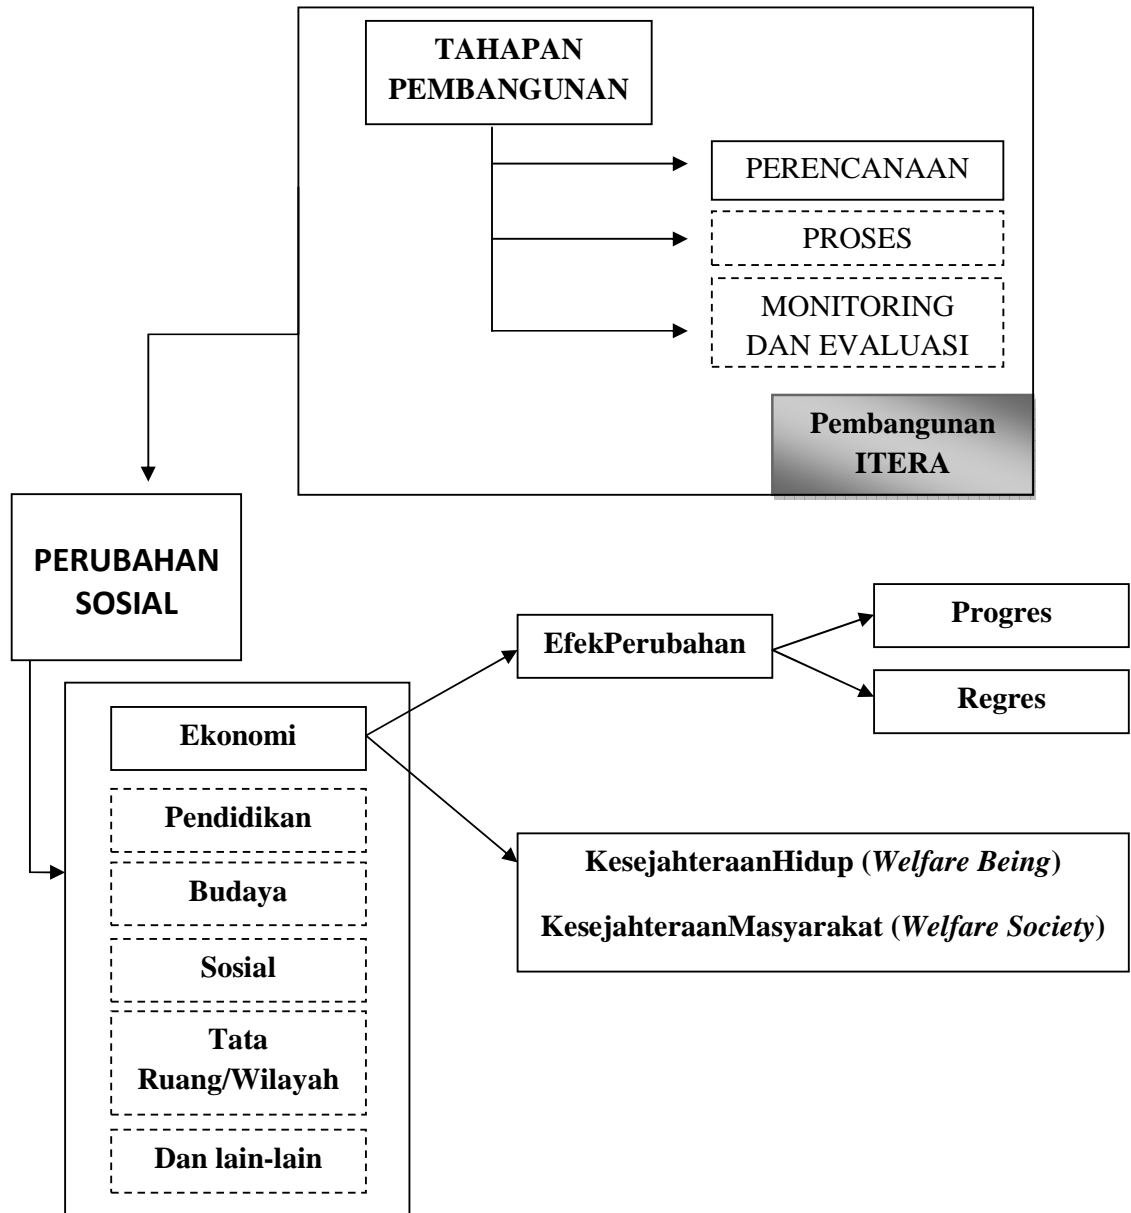 TAHAPAN
PEMBANGUNAN
PERENCANAAN
PROSES
MONITORING
DAN EVALUASI
Pembangunan
ITERA
PERUBAHAN
SOSIAL
EfekPerubahan
Progres
Regres
Ekonomi
Pendidikan
Budaya
Sosial
Tata
Ruang/Wilayah
Dan lain-lain
KesejahteraanHidup (Welfare Being)
KesejahteraanMasyarakat (Welfare Society)